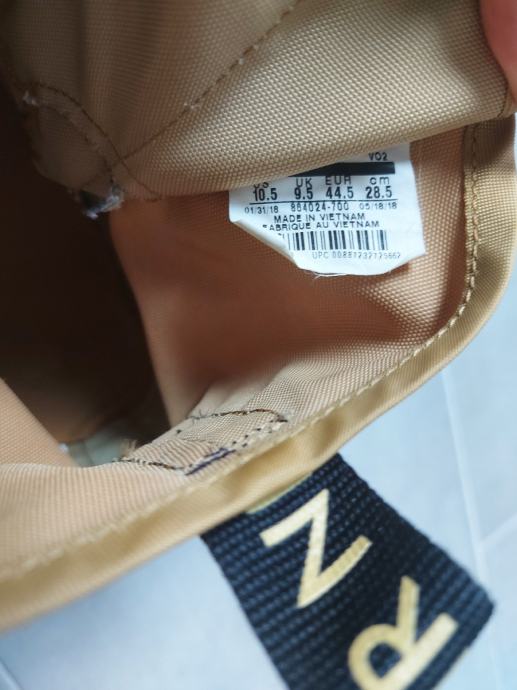 VO2
US UK EUR cm
10.5 9.5 44.5 28.5
01/31/18 864024-700 05/18/18
MADE IN VIETNAM
FABRIQUE AU VIETNAM
UPC
N
R